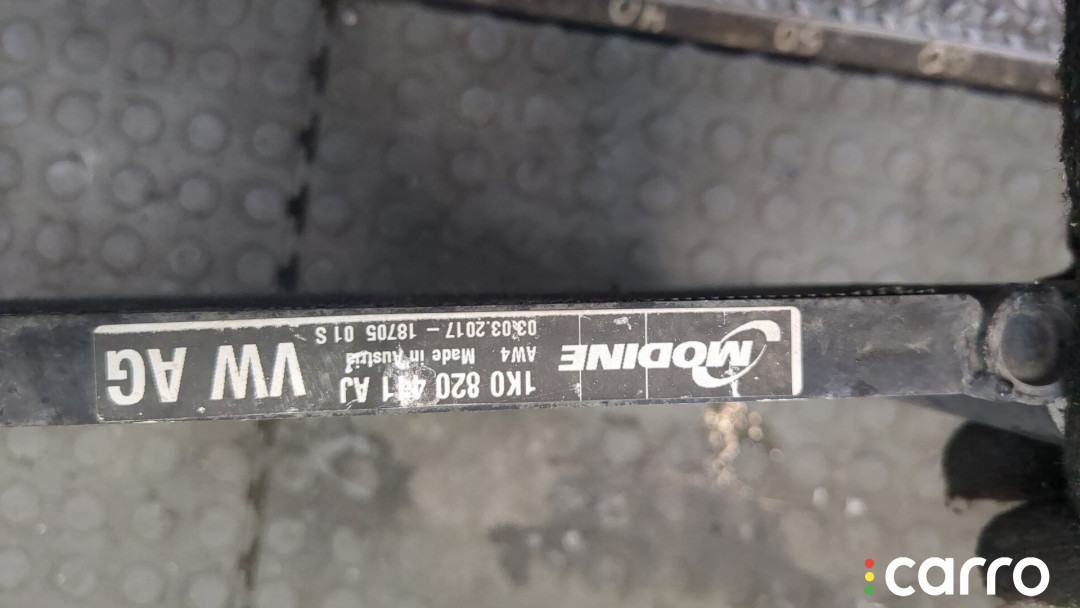 MODINE
1K0 820 411 AJ
AW4 Made in Austria
03.03.2017 - 18705 01 S
VW AG
carro